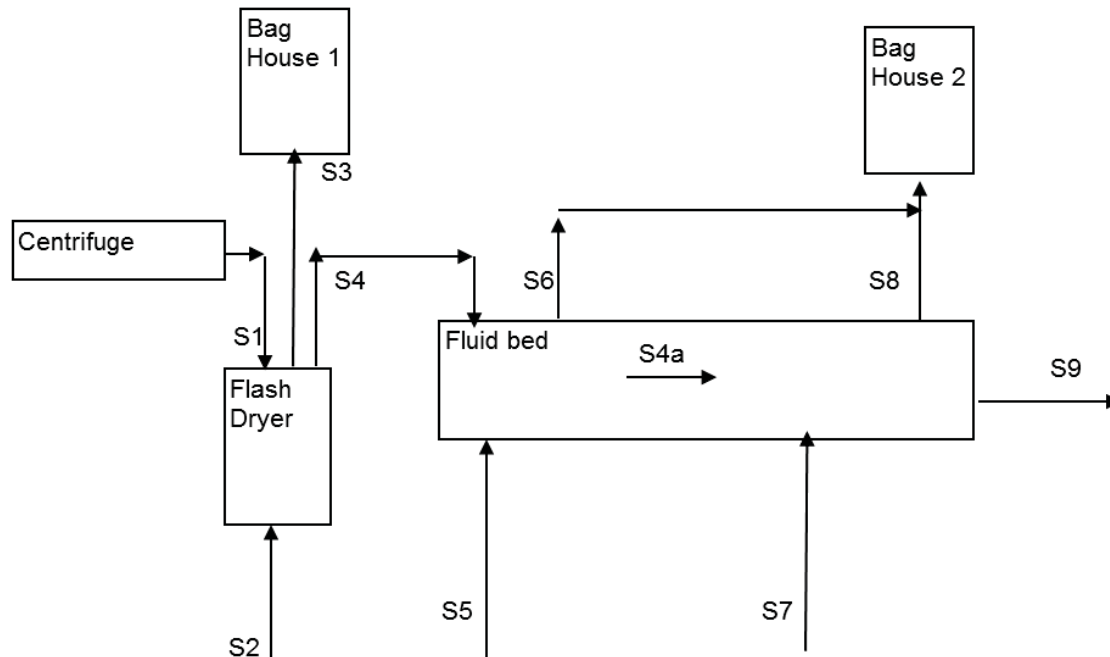 Bag
House 1
Bag
House 2
S3
Centrifuge
S4
S6
S8
S1
Fluid bed
S4a
S9
Flash
Dryer
S5
S7
S2